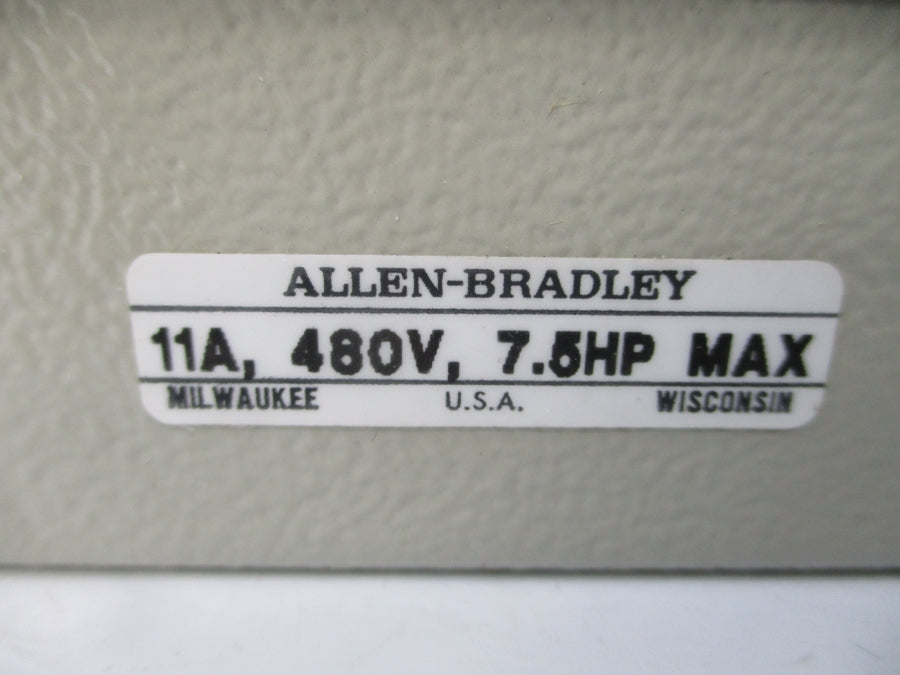 ALLEN-BRADLEY
11A, 480V, 7.5HP MAX
MILWAUKEE U.S.A. WISCONSIN